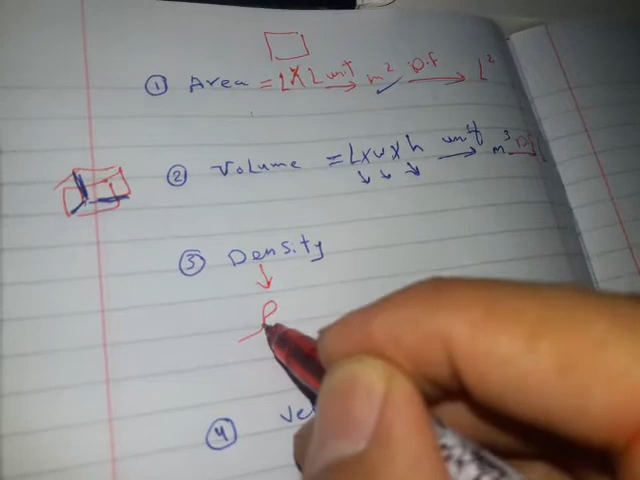 ① Area = L X L unit → m² ✓ D.f → L²
② Volume = L x w x h unit → m³
③ Density
ρ
④ Ve